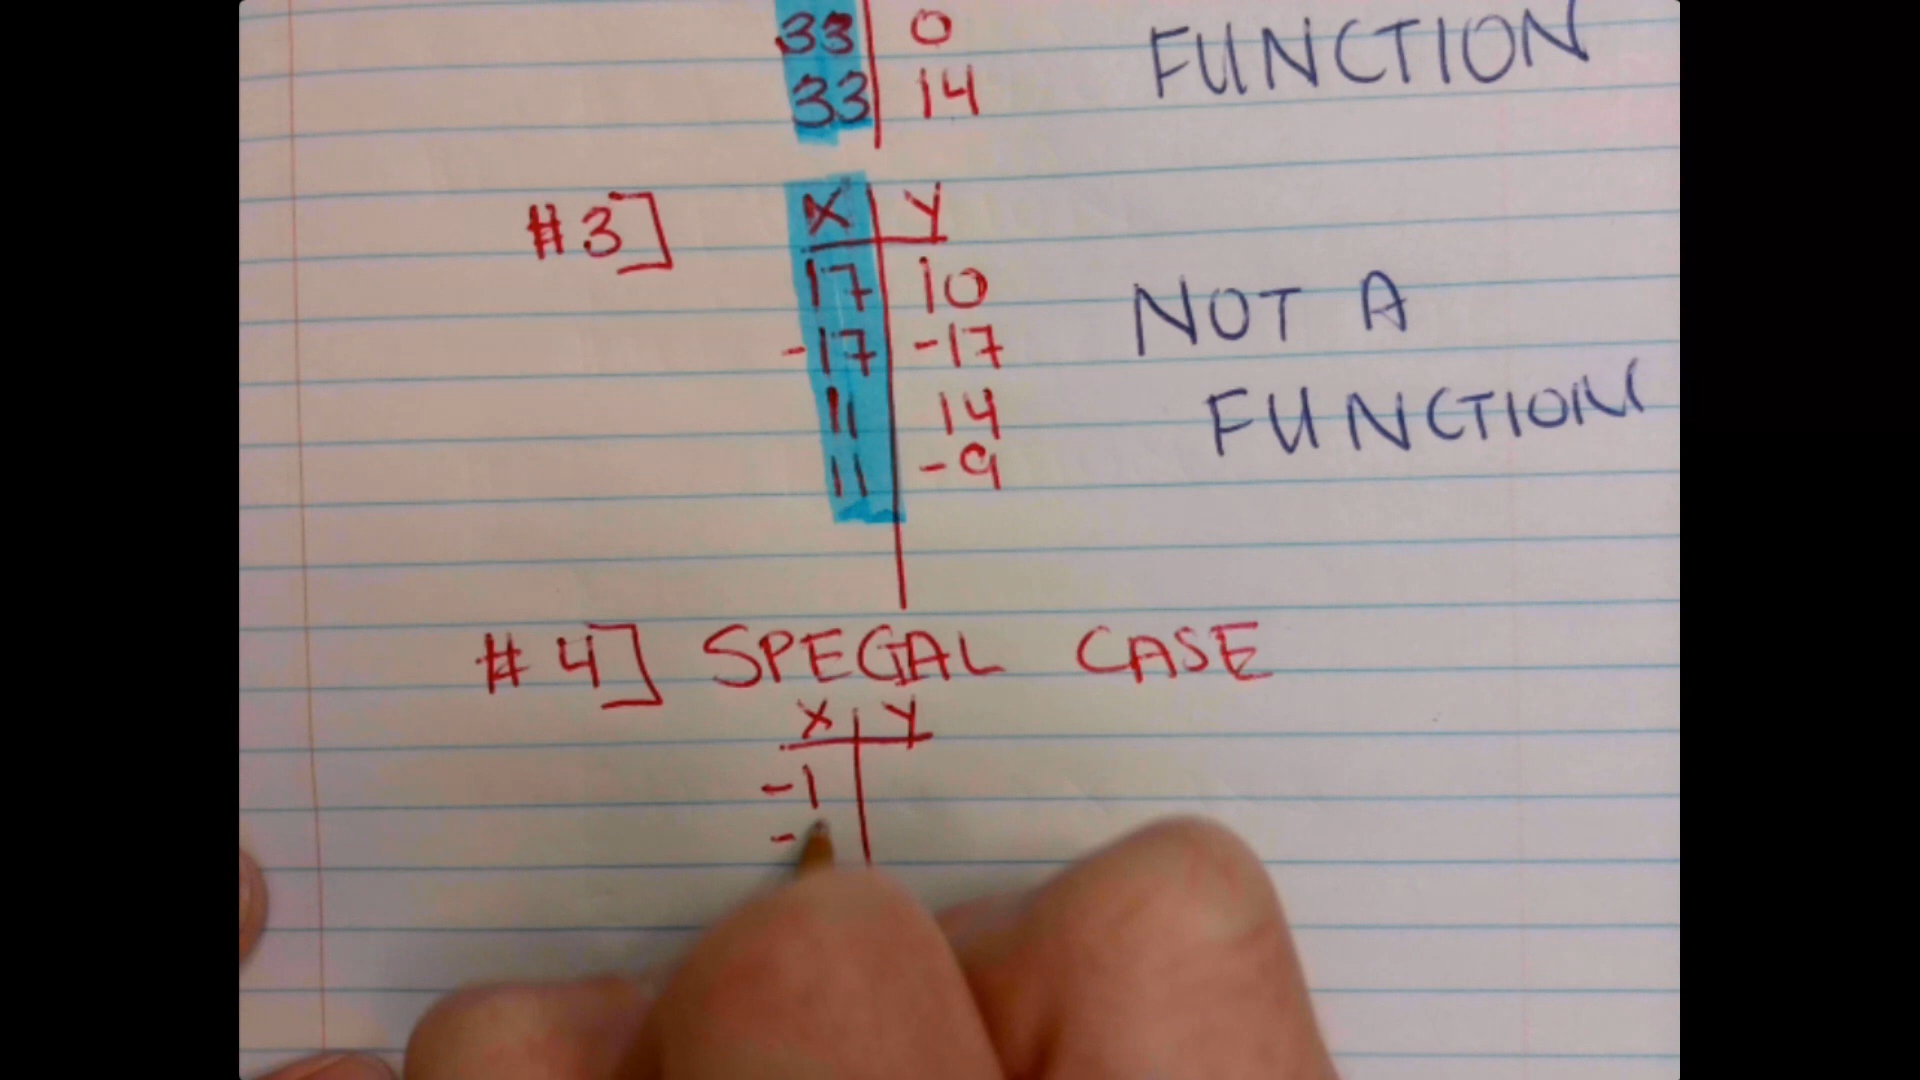 33 0 FUNCTION
33 14
#3] X Y
17 10 NOT A
-17 -17
11 14 FUNCTION
11 -9
#4] SPECIAL CASE
X Y
-1
-